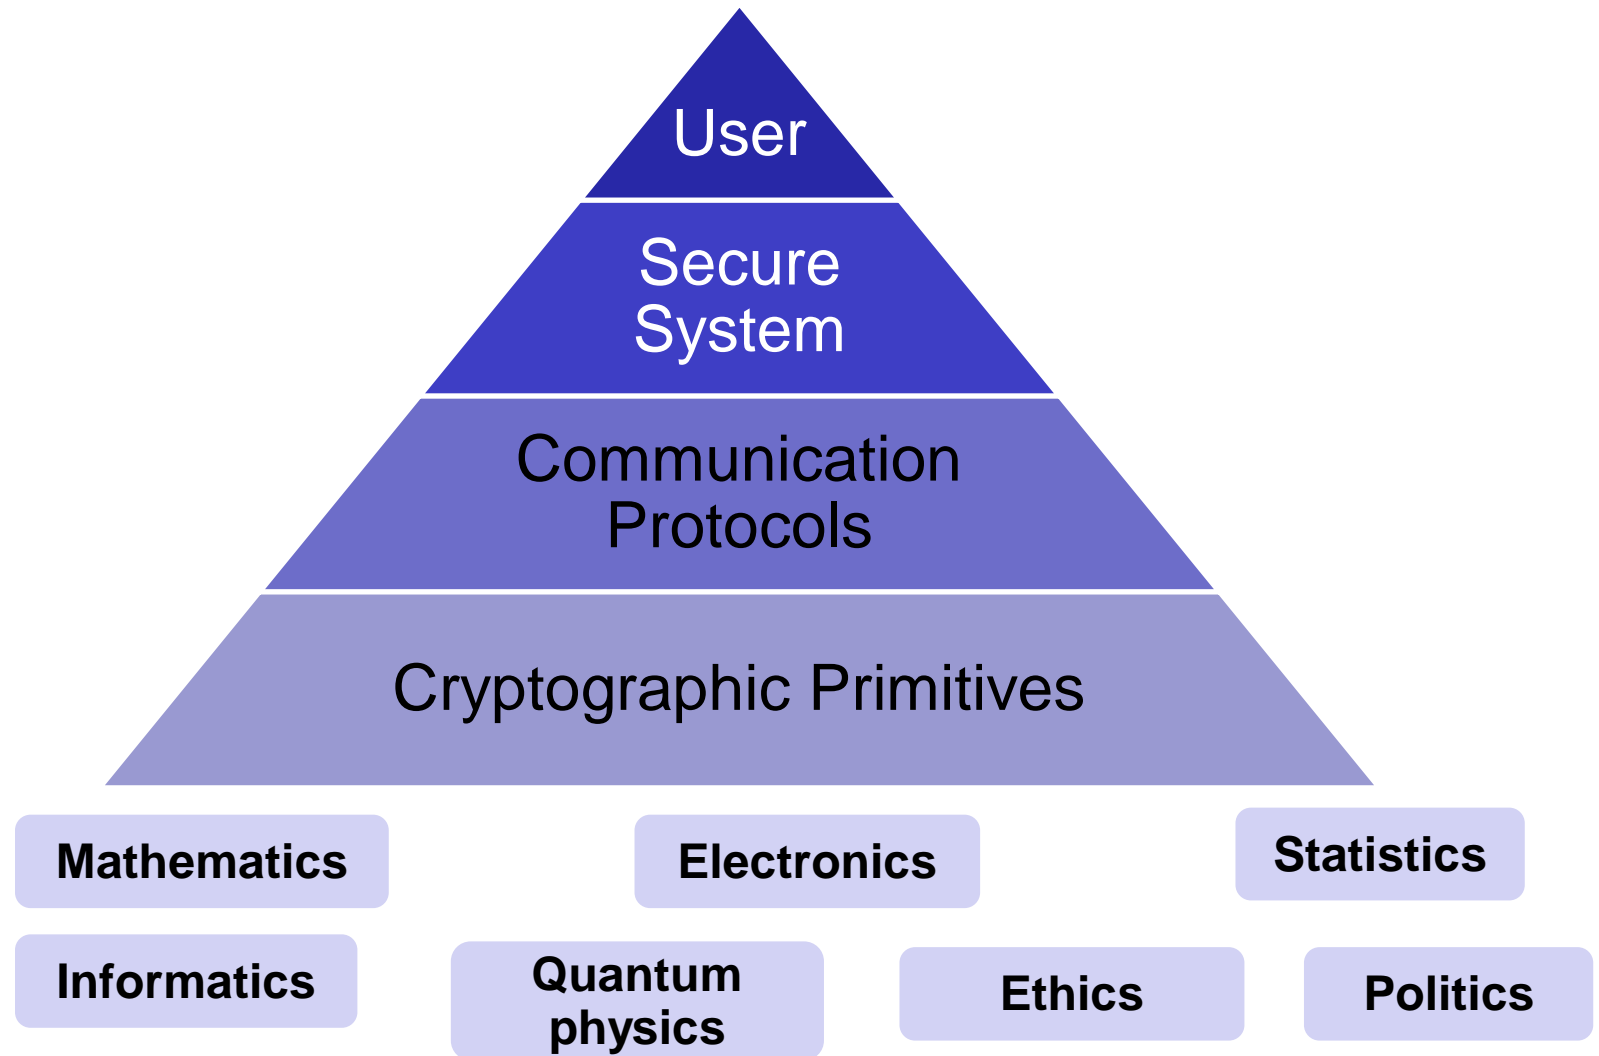 User
Secure
System
Communication
Protocols
Cryptographic Primitives
Mathematics
Electronics
Statistics
Informatics
Quantum
physics
Ethics
Politics